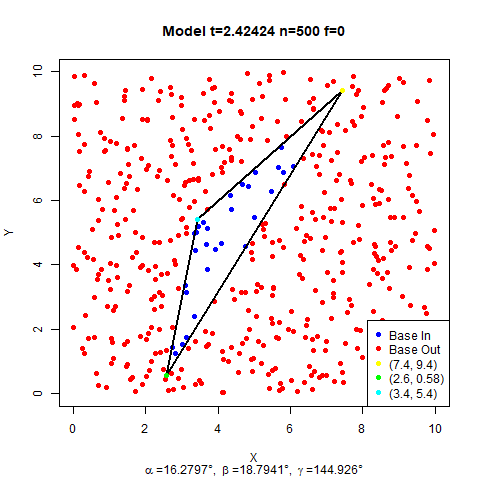 Model t=2.42424 n=500 f=0
10
8
6
4
2
0
Y
Base In
Base Out
(7.4, 9.4)
(2.6, 0.58)
(3.4, 5.4)
0 2 4 6 8 10
X
α=16.2797°, β=18.7941°, γ=144.926°